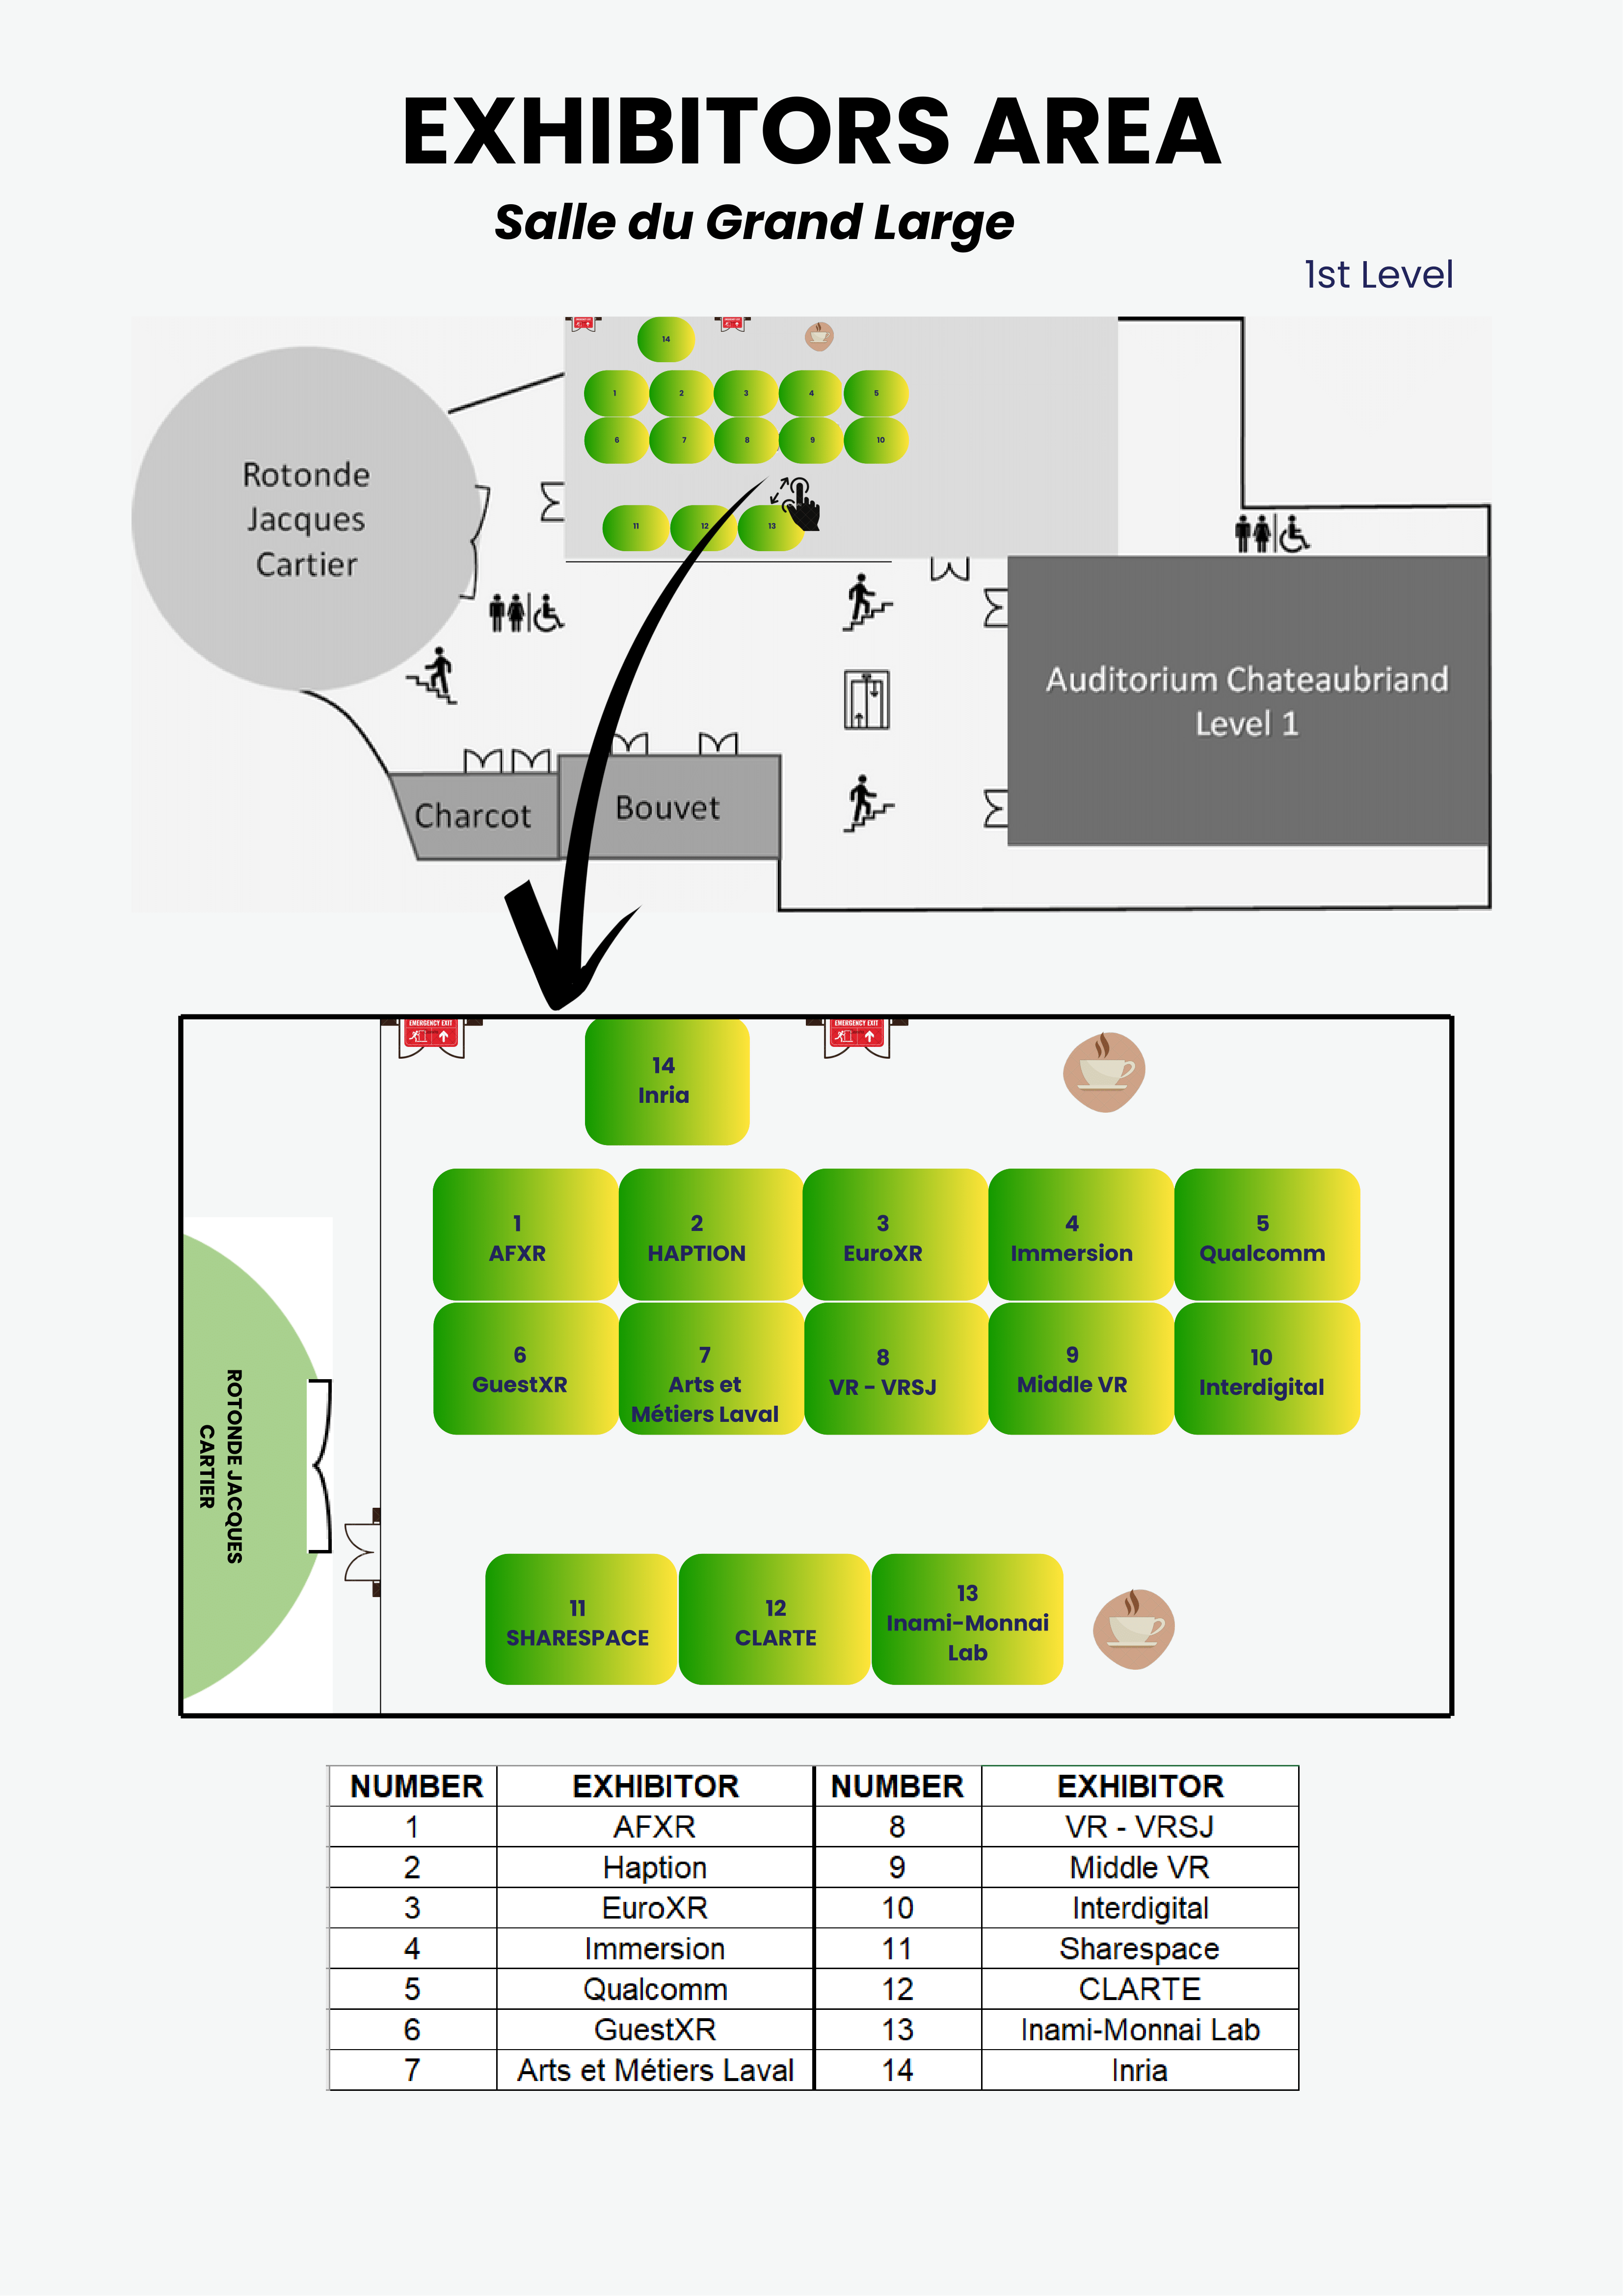 EXHIBITORS AREA
Salle du Grand Large
1st Level
14
1 2 3 4 5
6 7 8 9 10
11 12 13
Rotonde
Jacques
Cartier
Auditorium Chateaubriand
Level 1
Charcot
Bouvet
EMERGENCY EXIT
EMERGENCY EXIT
14
Inria
1
AFXR
2
HAPTION
3
EuroXR
4
Immersion
5
Qualcomm
6
GuestXR
7
Arts et
Métiers Laval
8
VR - VRSJ
9
Middle VR
10
Interdigital
ROTONDE JACQUES
CARTIER
11
SHARESPACE
12
CLARTE
13
Inami-Monnai
Lab
NUMBER EXHIBITOR NUMBER EXHIBITOR
1 AFXR 8 VR - VRSJ
2 Haption 9 Middle VR
3 EuroXR 10 Interdigital
4 Immersion 11 Sharespace
5 Qualcomm 12 CLARTE
6 GuestXR 13 Inami-Monnai Lab
7 Arts et Métiers Laval 14 Inria